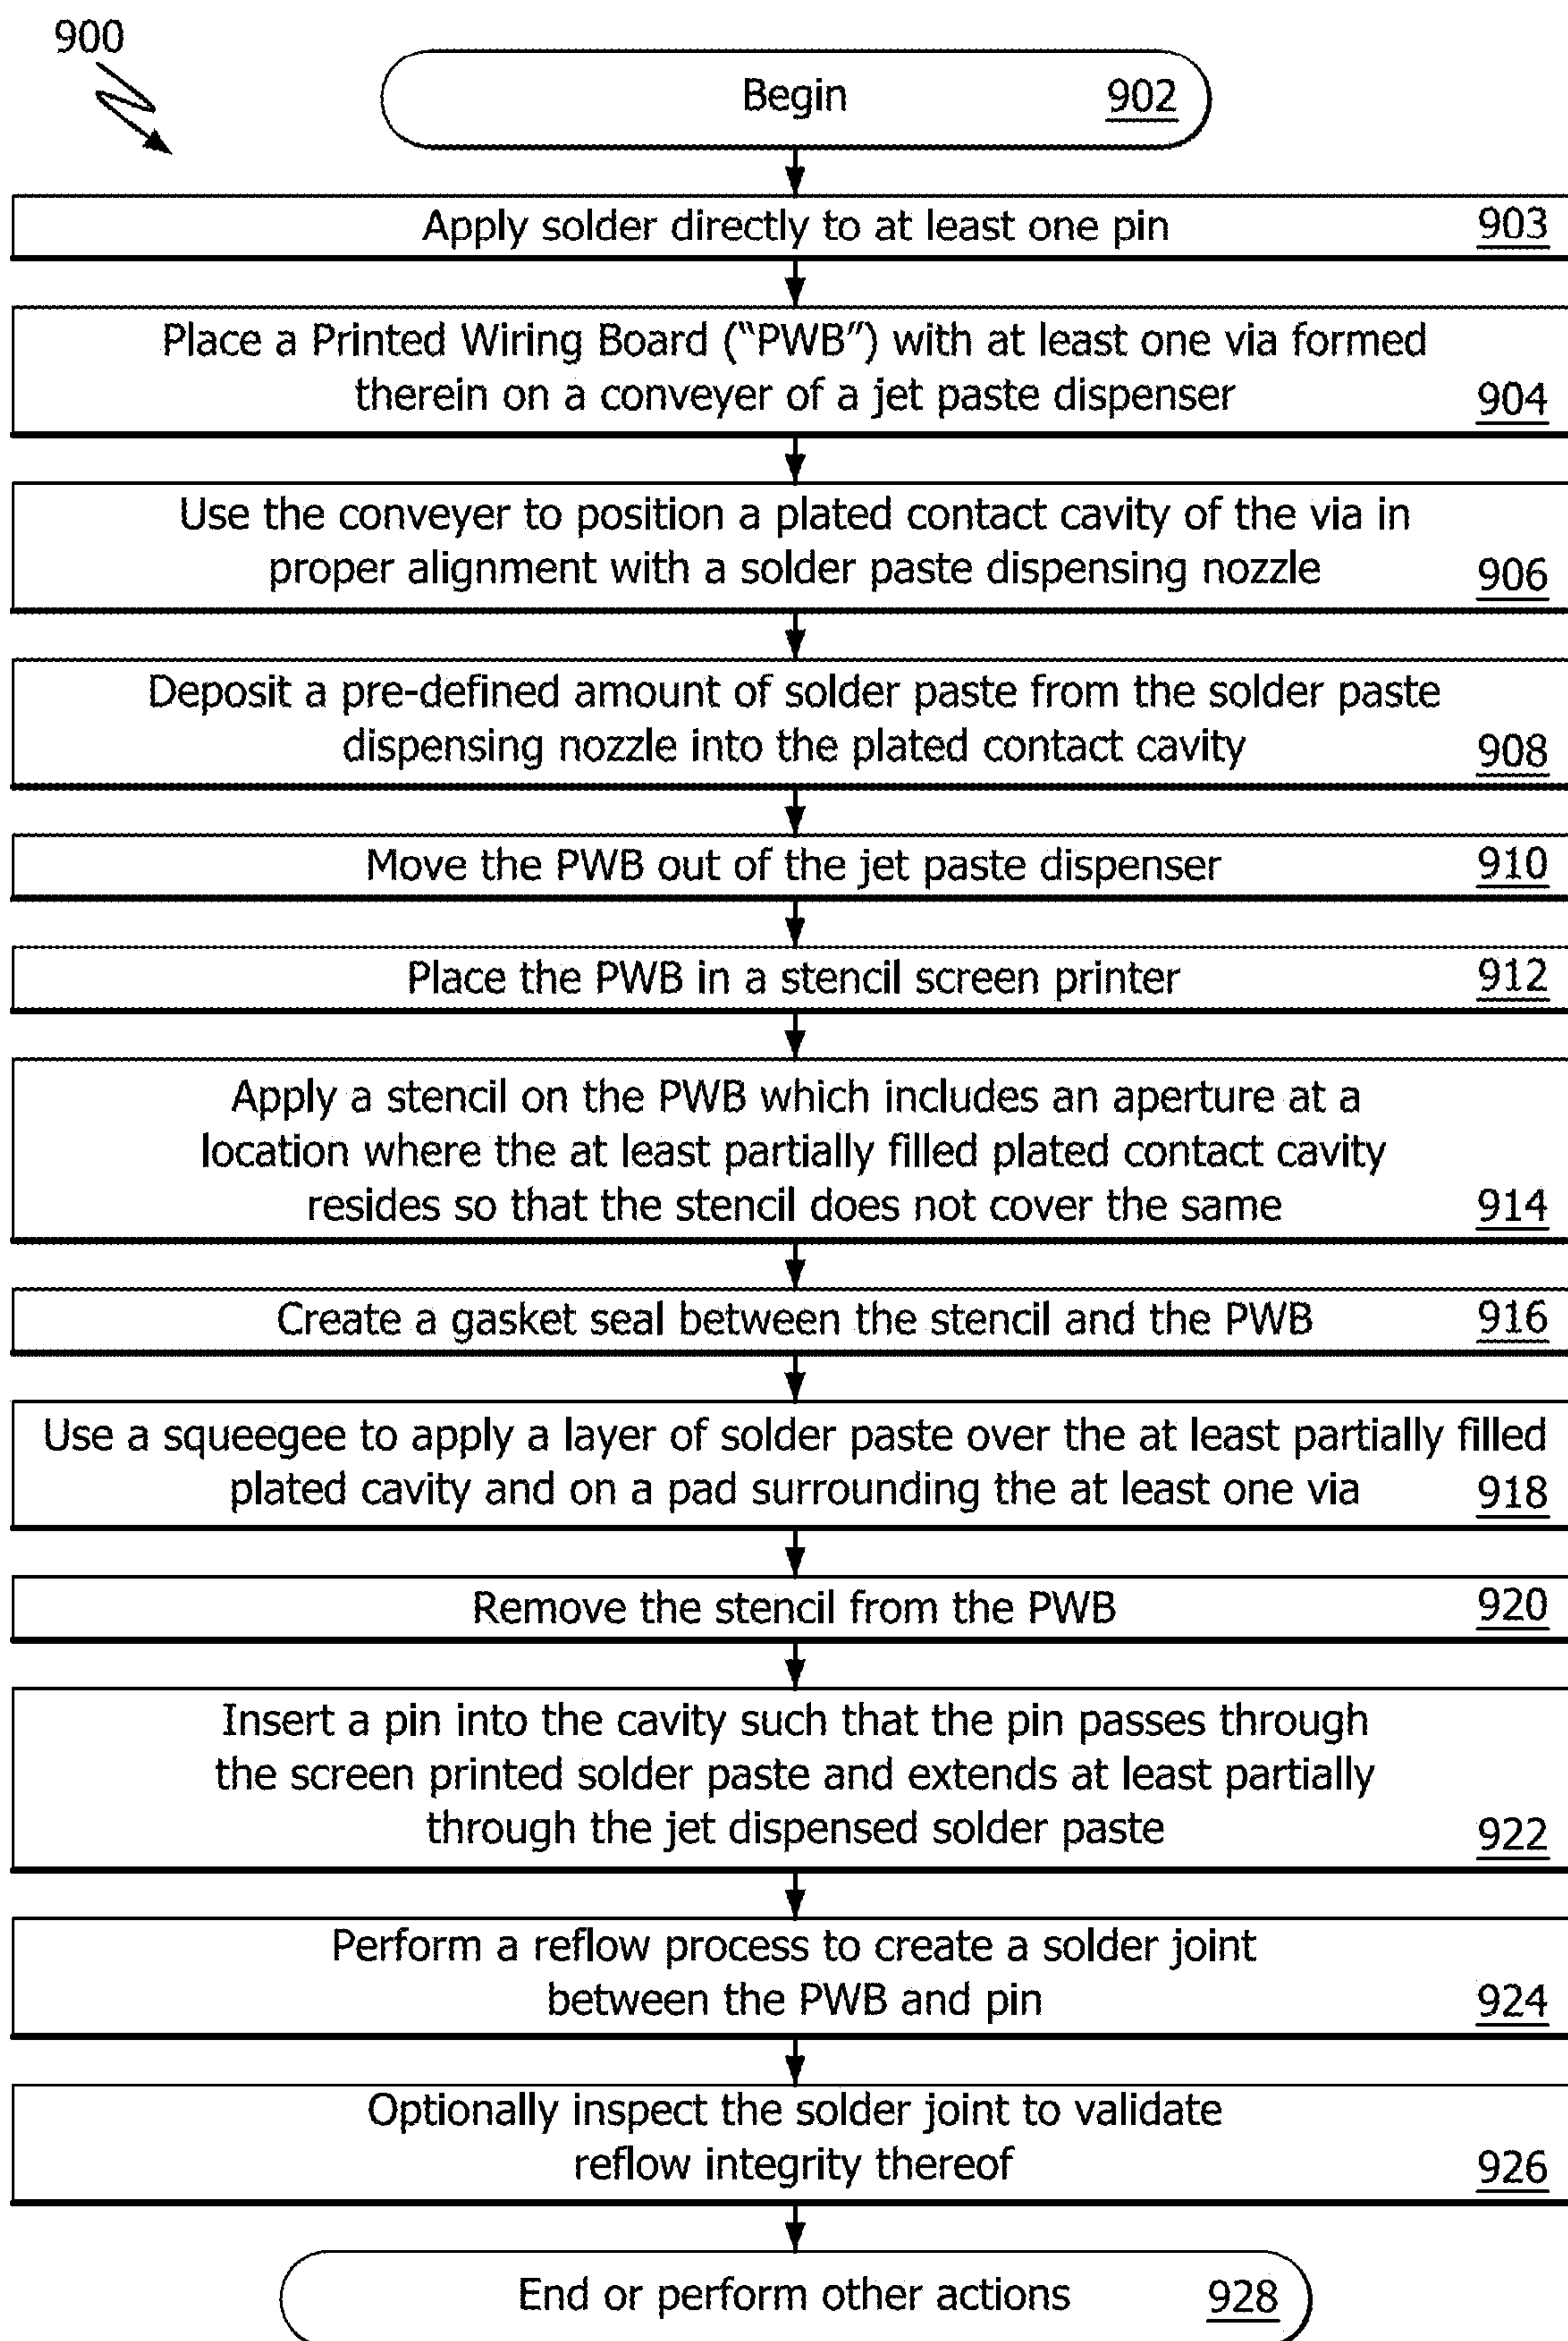 900
Begin 902
Apply solder directly to at least one pin 903
Place a Printed Wiring Board (“PWB”) with at least one via formed
therein on a conveyer of a jet paste dispenser 904
Use the conveyer to position a plated contact cavity of the via in
proper alignment with a solder paste dispensing nozzle 906
Deposit a pre-defined amount of solder paste from the solder paste
dispensing nozzle into the plated contact cavity 908
Move the PWB out of the jet paste dispenser 910
Place the PWB in a stencil screen printer 912
Apply a stencil on the PWB which includes an aperture at a
location where the at least partially filled plated contact cavity
resides so that the stencil does not cover the same 914
Create a gasket seal between the stencil and the PWB 916
Use a squeegee to apply a layer of solder paste over the at least partially filled
plated cavity and on a pad surrounding the at least one via 918
Remove the stencil from the PWB 920
Insert a pin into the cavity such that the pin passes through
the screen printed solder paste and extends at least partially
through the jet dispensed solder paste 922
Perform a reflow process to create a solder joint
between the PWB and pin 924
Optionally inspect the solder joint to validate
reflow integrity thereof 926
End or perform other actions 928